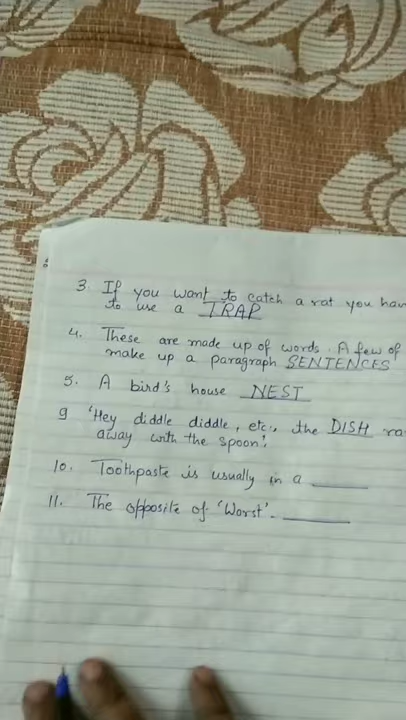 3. If you want to catch a rat you hav
to use a TRAP
4. These are made up of words. A few of
make up a paragraph SENTENCES
5. A bird's house NEST
9 'Hey diddle diddle, etc., the DISH ra
away with the spoon'.
10. Toothpaste is usually in a ______
11. The opposite of 'Worst'. ______